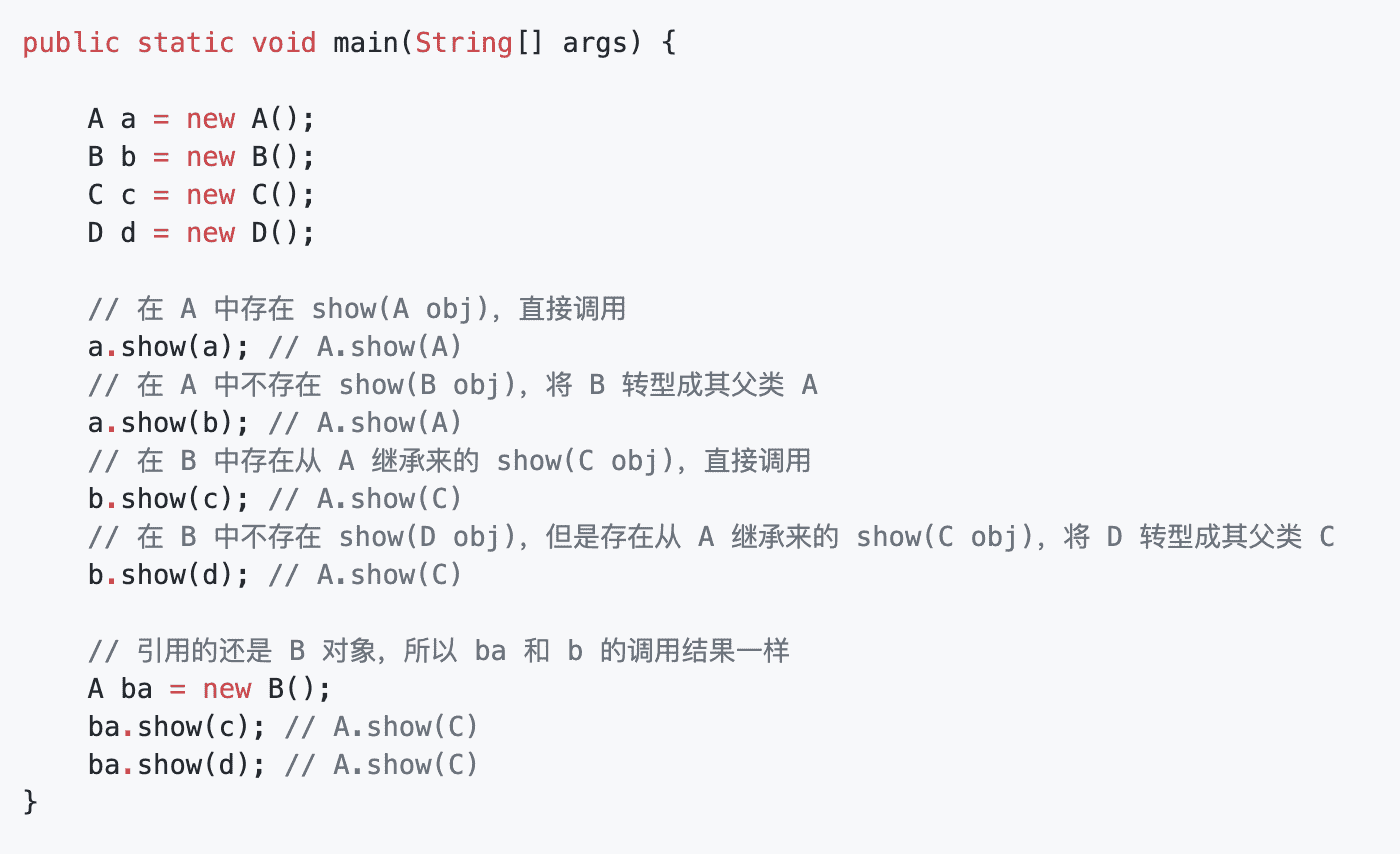 public static void main(String[] args) {
A a = new A();
B b = new B();
C c = new C();
D d = new D();
// 在 A 中存在 show(A obj)，直接调用
a.show(a); // A.show(A)
// 在 A 中不存在 show(B obj)，将 B 转型成其父类 A
a.show(b); // A.show(A)
// 在 B 中存在从 A 继承来的 show(C obj)，直接调用
b.show(c); // A.show(C)
// 在 B 中不存在 show(D obj)，但是存在从 A 继承来的 show(C obj)，将 D 转型成其父类 C
b.show(d); // A.show(C)
// 引用的还是 B 对象，所以 ba 和 b 的调用结果一样
A ba = new B();
ba.show(c); // A.show(C)
ba.show(d); // A.show(C)
}